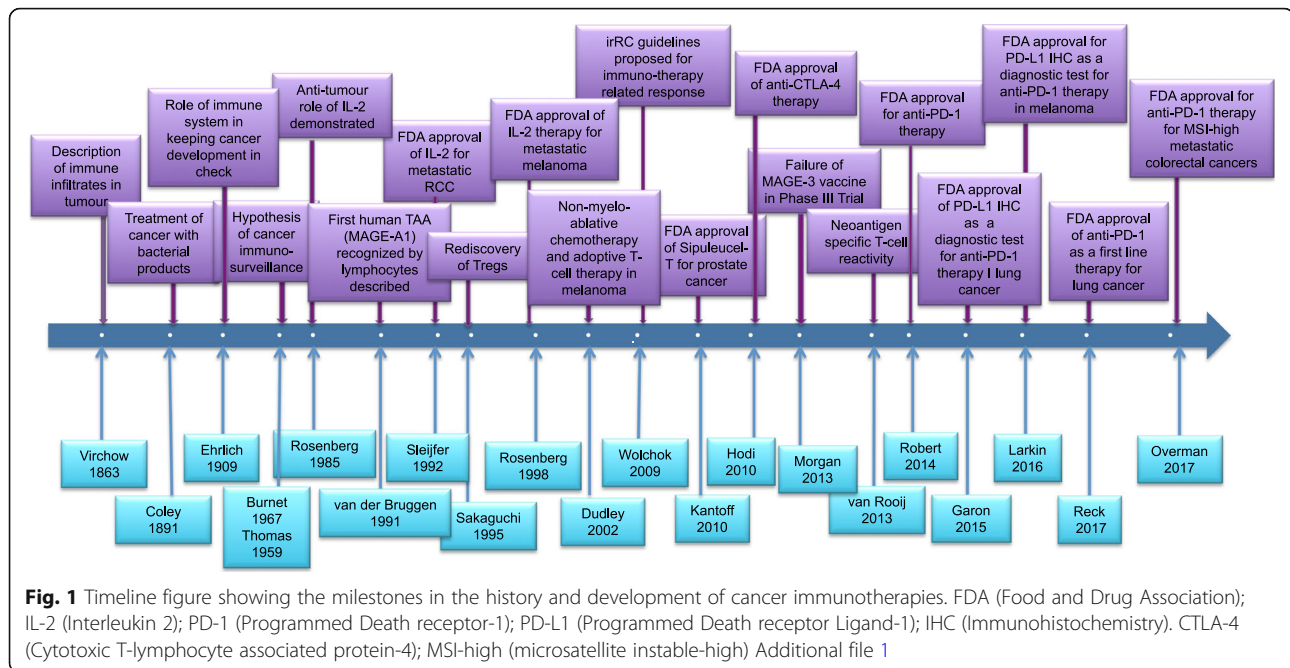 Description
of immune
infiltrates in
tumour
Treatment of
cancer with
bacterial
products
Role of immune
system in
keeping cancer
development in
check
Hypothesis
of cancer
immuno-
surveillance
Anti-tumour
role of IL-2
demonstrated
First human TAA
(MAGE-A1)
recognized by
lymphocytes
described
FDA approval
of IL-2 for
metastatic
RCC
Rediscovery
of Tregs
FDA approval of
IL-2 therapy for
metastatic
melanoma
Non-myelo-
ablative
chemotherapy
and adoptive T-
cell therapy in
melanoma
irRC guidelines
proposed for
immuno-therapy
related response
FDA approval
of Sipuleucel-
T for prostate
cancer
FDA approval
of anti-CTLA-4
therapy
Failure of
MAGE-3 vaccine
in Phase III Trial
Neoantigen
specific T-cell
reactivity
FDA approval
for anti-PD-1
therapy
FDA approval
of PD-L1 IHC
as a
diagnostic test
for anti-PD-1
therapy I lung
cancer
FDA approval for
PD-L1 IHC as a
diagnostic test for
anti-PD-1 therapy
in melanoma
FDA approval
of anti-PD-1
as a first line
therapy for
lung cancer
FDA approval for
anti-PD-1
therapy for
MSI-high
metastatic
colorectal cancers
Virchow
1863
Coley
1891
Ehrlich
1909
Burnet
1967
Thomas
1959
Rosenberg
1985
van der Bruggen
1991
Sleijfer
1992
Sakaguchi
1995
Rosenberg
1998
Dudley
2002
Wolchok
2009
Kantoff
2010
Hodi
2010
Morgan
2013
van Rooij
2013
Robert
2014
Garon
2015
Larkin
2016
Reck
2017
Overman
2017
Fig. 1 Timeline figure showing the milestones in the history and development of cancer immunotherapies. FDA (Food and Drug Association);
IL-2 (Interleukin 2); PD-1 (Programmed Death receptor-1); PD-L1 (Programmed Death receptor Ligand-1); IHC (Immunohistochemistry). CTLA-4
(Cytotoxic T-lymphocyte associated protein-4); MSI-high (microsatellite instable-high) Additional file 1